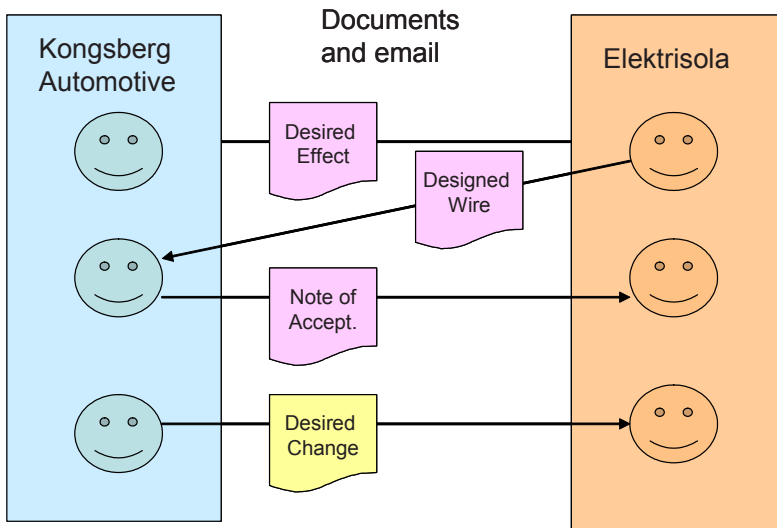 Documents
and email
Kongsberg
Automotive
Elektrisola
Desired
Effect
Designed
Wire
Note of
Accept.
Desired
Change